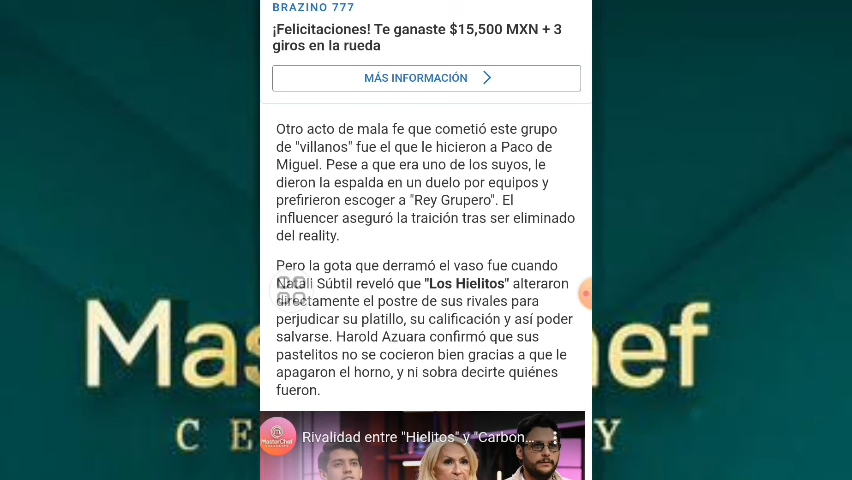 BRAZINO 777
¡Felicitaciones! Te ganaste $15,500 MXN + 3
giros en la rueda
MÁS INFORMACIÓN
Otro acto de mala fe que cometió este grupo
de "villanos" fue el que le hicieron a Paco de
Miguel. Pese a que era uno de los suyos, le
dieron la espalda en un duelo por equipos y
prefirieron escoger a "Rey Grupero". El
influencer aseguró la traición tras ser eliminado
del reality.
Pero la gota que derramó el vaso fue cuando
Natali Súbtil reveló que "Los Hielitos" alteraron
directamente el postre de sus rivales para
perjudicar su platillo, su calificación y así poder
salvarse. Harold Azuara confirmó que sus
pastelitos no se cocieron bien gracias a que le
apagaron el horno, y ni sobra decirte quiénes
fueron.
Mas ef
CE Y
MasterChef
Rivalidad entre "Hielitos" y "Carbon...